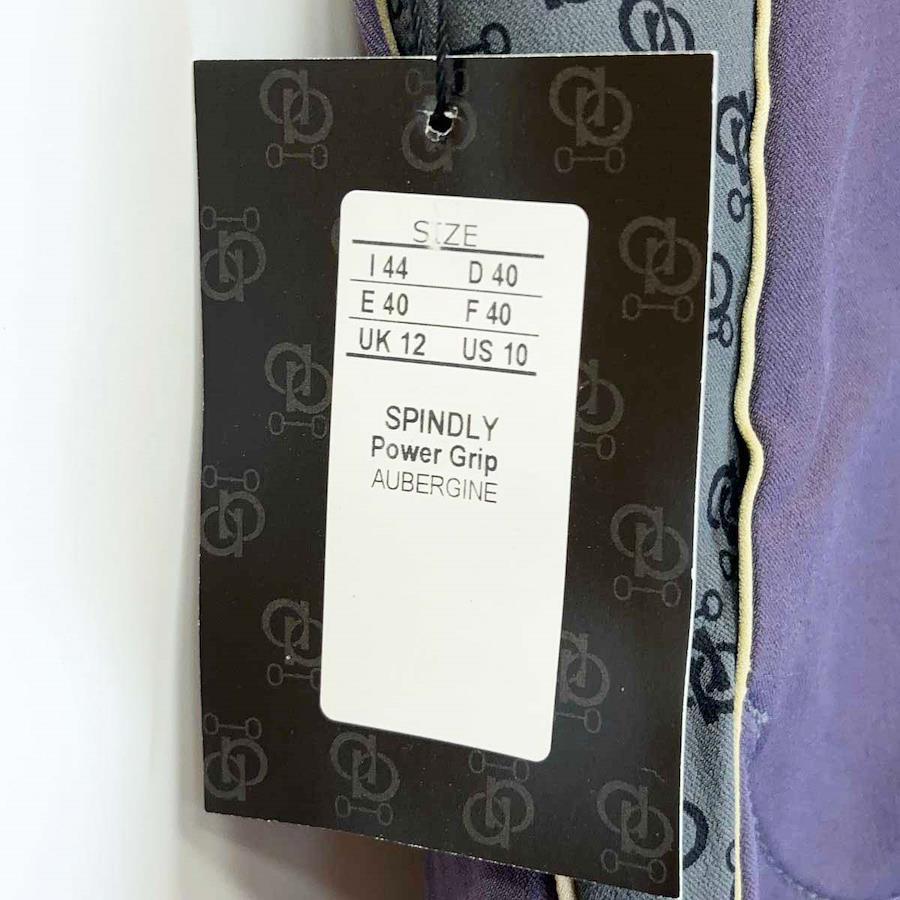 SIZE
I 44 D 40
E 40 F 40
UK 12 US 10
SPINDLY
Power Grip
AUBERGINE